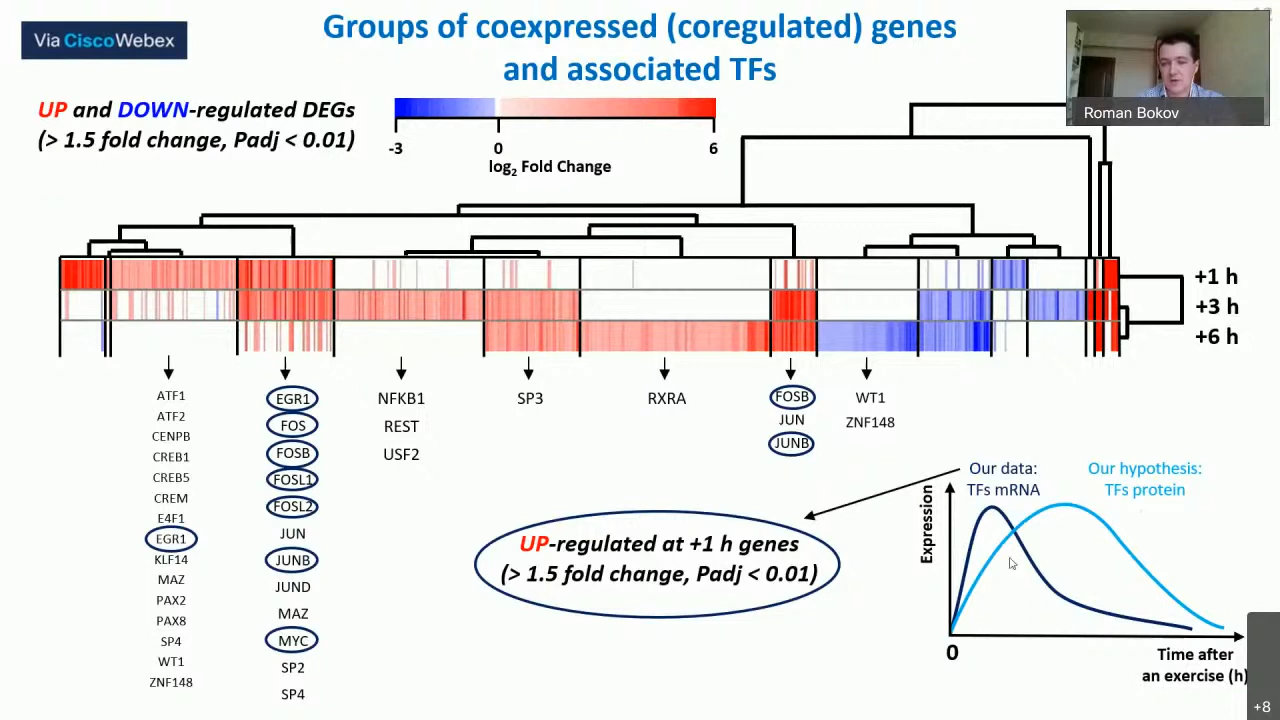 Via CiscoWebex
Groups of coexpressed (coregulated) genes
and associated TFs
Roman Bokov
UP and DOWN-regulated DEGs
(> 1.5 fold change, Padj < 0.01)
-3
0
6
log2 Fold Change
+1 h
+3 h
+6 h
ATF1
ATF2
CENPB
CREB1
CREB5
CREM
E4F1
EGR1
KLF14
MAZ
PAX2
PAX8
SP4
WT1
ZNF148
EGR1
FOS
FOSB
FOSL1
FOSL2
JUN
JUNB
JUND
MAZ
MYC
SP2
SP4
NFKB1
REST
USF2
SP3
RXRA
FOSB
JUN
JUNB
WT1
ZNF148
UP-regulated at +1 h genes
(> 1.5 fold change, Padj < 0.01)
Our data:
TFs mRNA
Our hypothesis:
TFs protein
Expression
0
Time after
an exercise (h)
+8